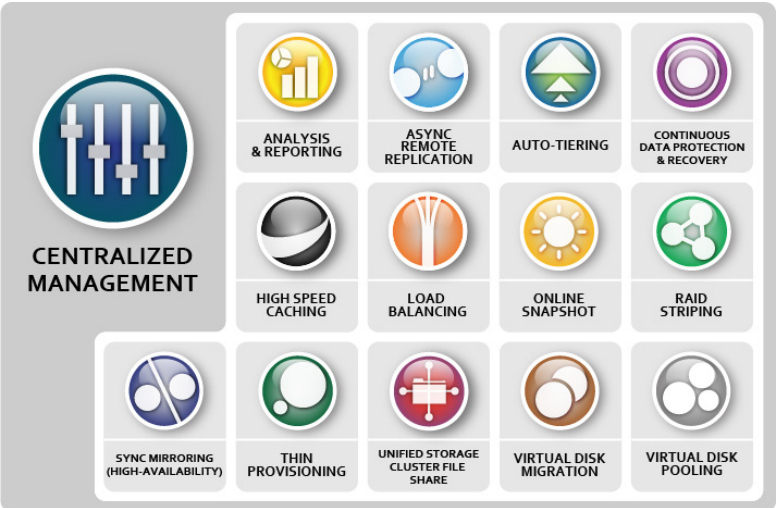 CENTRALIZED
MANAGEMENT
ANALYSIS
& REPORTING
ASYNC
REMOTE
REPLICATION
AUTO-TIERING
CONTINUOUS
DATA PROTECTION
& RECOVERY
HIGH SPEED
CACHING
LOAD
BALANCING
ONLINE
SNAPSHOT
RAID
STRIPING
SYNC MIRRORING
(HIGH-AVAILABILITY)
THIN
PROVISIONING
UNIFIED STORAGE
CLUSTER FILE
SHARE
VIRTUAL DISK
MIGRATION
VIRTUAL DISK
POOLING